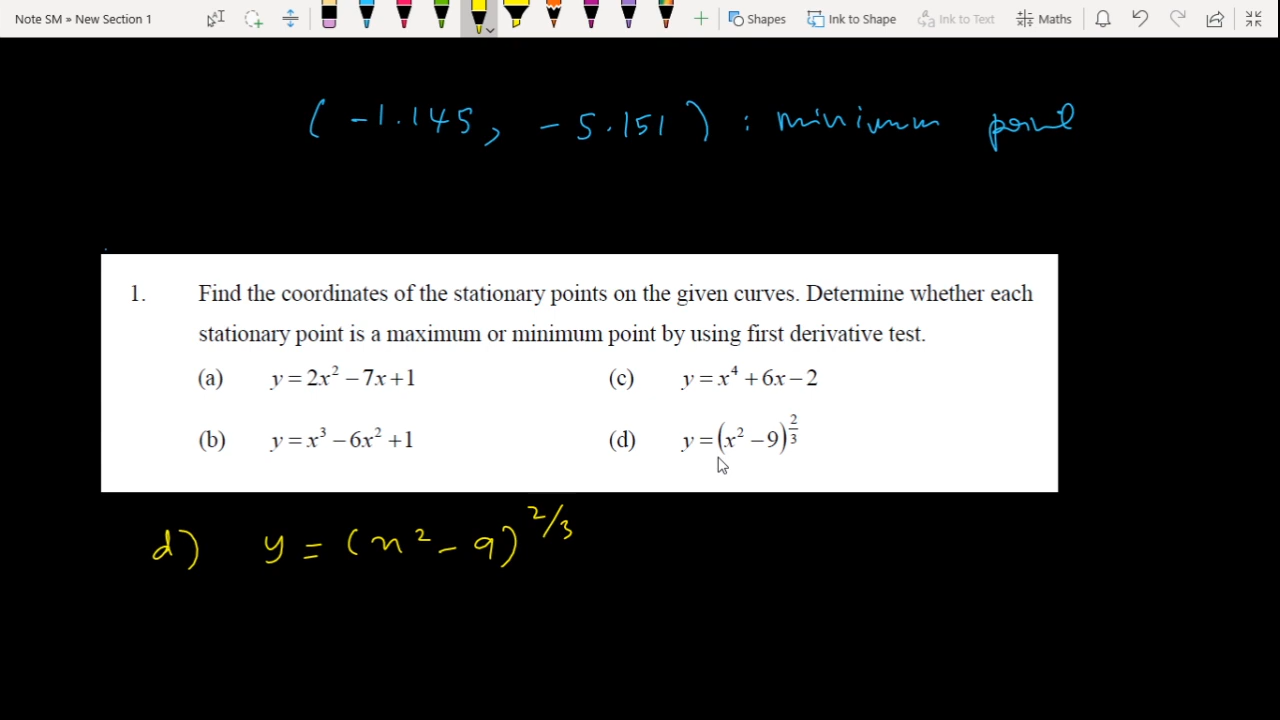 Note SM » New Section 1 Shapes Ink to Shape Ink to Text Maths
(-1.145, -5.151) : minimum point
1. Find the coordinates of the stationary points on the given curves. Determine whether each
stationary point is a maximum or minimum point by using first derivative test.
(a) y = 2x² − 7x + 1 (c) y = x⁴ + 6x − 2
(b) y = x³ − 6x² + 1 (d) y = (x² − 9)^(2/3)
d) y = (x² - 9)^(2/3)